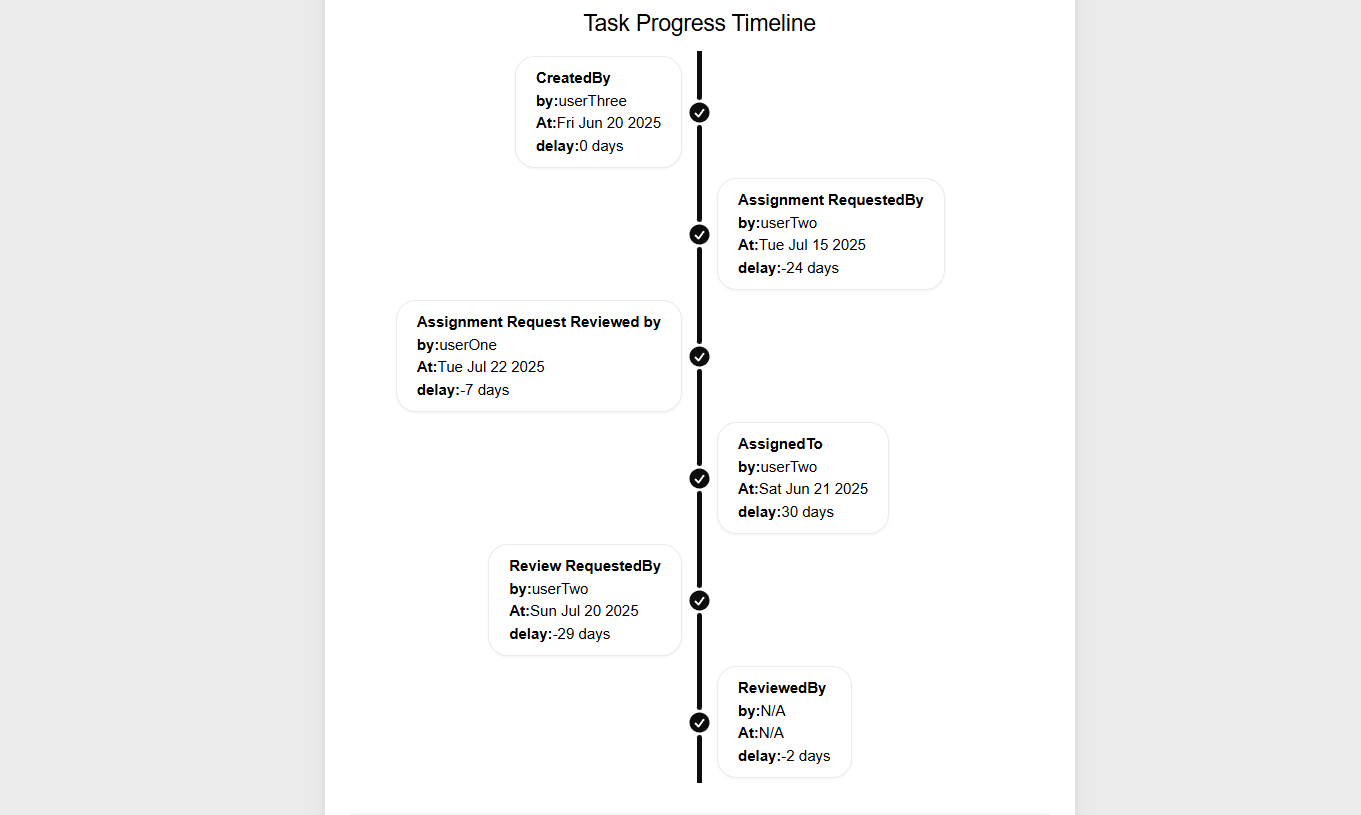 Task Progress Timeline
CreatedBy
by:userThree
At:Fri Jun 20 2025
delay:0 days
Assignment RequestedBy
by:userTwo
At:Tue Jul 15 2025
delay:-24 days
Assignment Request Reviewed by
by:userOne
At:Tue Jul 22 2025
delay:-7 days
AssignedTo
by:userTwo
At:Sat Jun 21 2025
delay:30 days
Review RequestedBy
by:userTwo
At:Sun Jul 20 2025
delay:-29 days
ReviewedBy
by:N/A
At:N/A
delay:-2 days